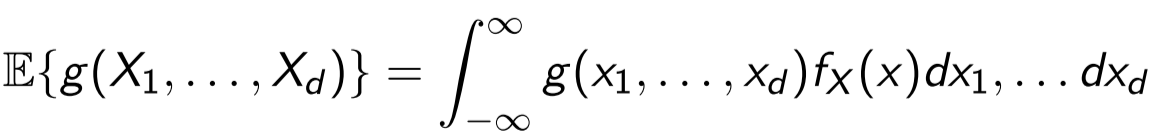 𝔼{g(X₁, . . . , X_d)} = ∫_{-∞}^{∞} g(x₁, . . . , x_d)f_X(x)dx₁, . . . dx_d